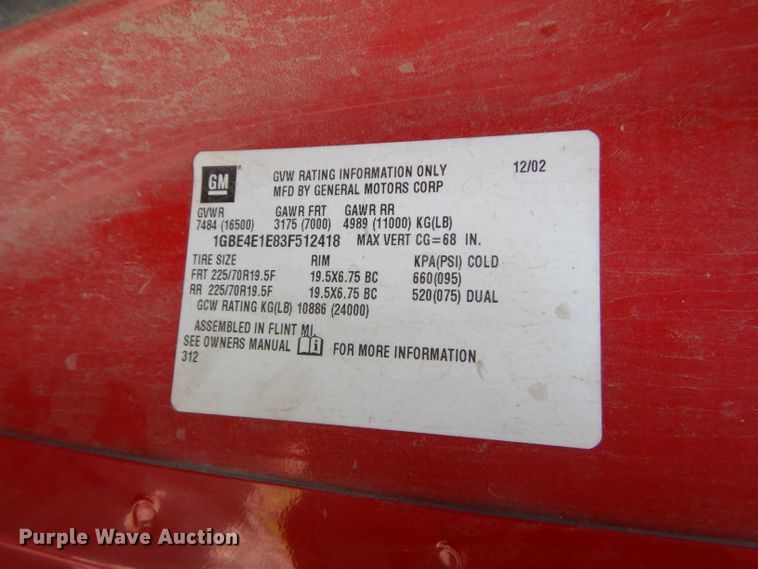 GM
GVW RATING INFORMATION ONLY 12/02
MFD BY GENERAL MOTORS CORP
GVWR GAWR FRT GAWR RR
7484 (16500) 3175 (7000) 4989 (11000) KG(LB)
1GBE4E1E83F512418 MAX VERT CG=68 IN.
TIRE SIZE RIM KPA(PSI) COLD
FRT 225/70R19.5F 19.5X6.75 BC 660(095)
RR 225/70R19.5F 19.5X6.75 BC 520(075) DUAL
GCW RATING KG(LB) 10886 (24000)
ASSEMBLED IN FLINT MI.
SEE OWNERS MANUAL FOR MORE INFORMATION
312
Purple Wave Auction